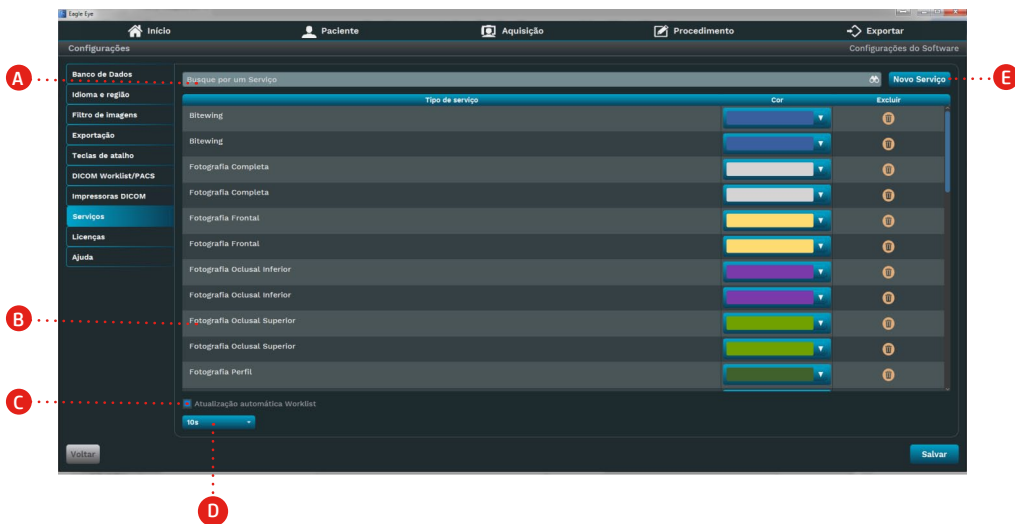 Eagle Eye
Início Paciente Aquisição Procedimento Exportar
Configurações Configurações do Software
A Busque por um Serviço Novo Serviço E
Banco de Dados
Idioma e região
Filtro de imagens
Exportação
Teclas de atalho
DICOM Worklist/PACS
Impressoras DICOM
Serviços
Licenças
Ajuda
Tipo de serviço Cor Excluir
Bitewing
Bitewing
Fotografia Completa
Fotografia Completa
Fotografia Frontal
Fotografia Frontal
Fotografia Oclusal Inferior
Fotografia Oclusal Inferior
B Fotografia Oclusal Superior
Fotografia Oclusal Superior
Fotografia Perfil
C Atualização automática Worklist
10s
Voltar Salvar
D